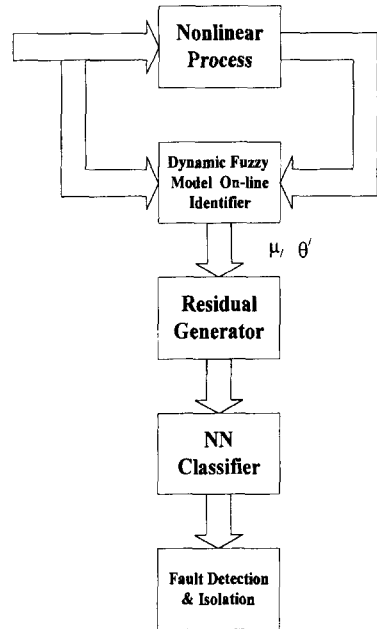 Nonlinear
Process
Dynamic Fuzzy
Model On-line
Identifier
μ, θ'
Residual
Generator
NN
Classifier
Fault Detection
& Isolation